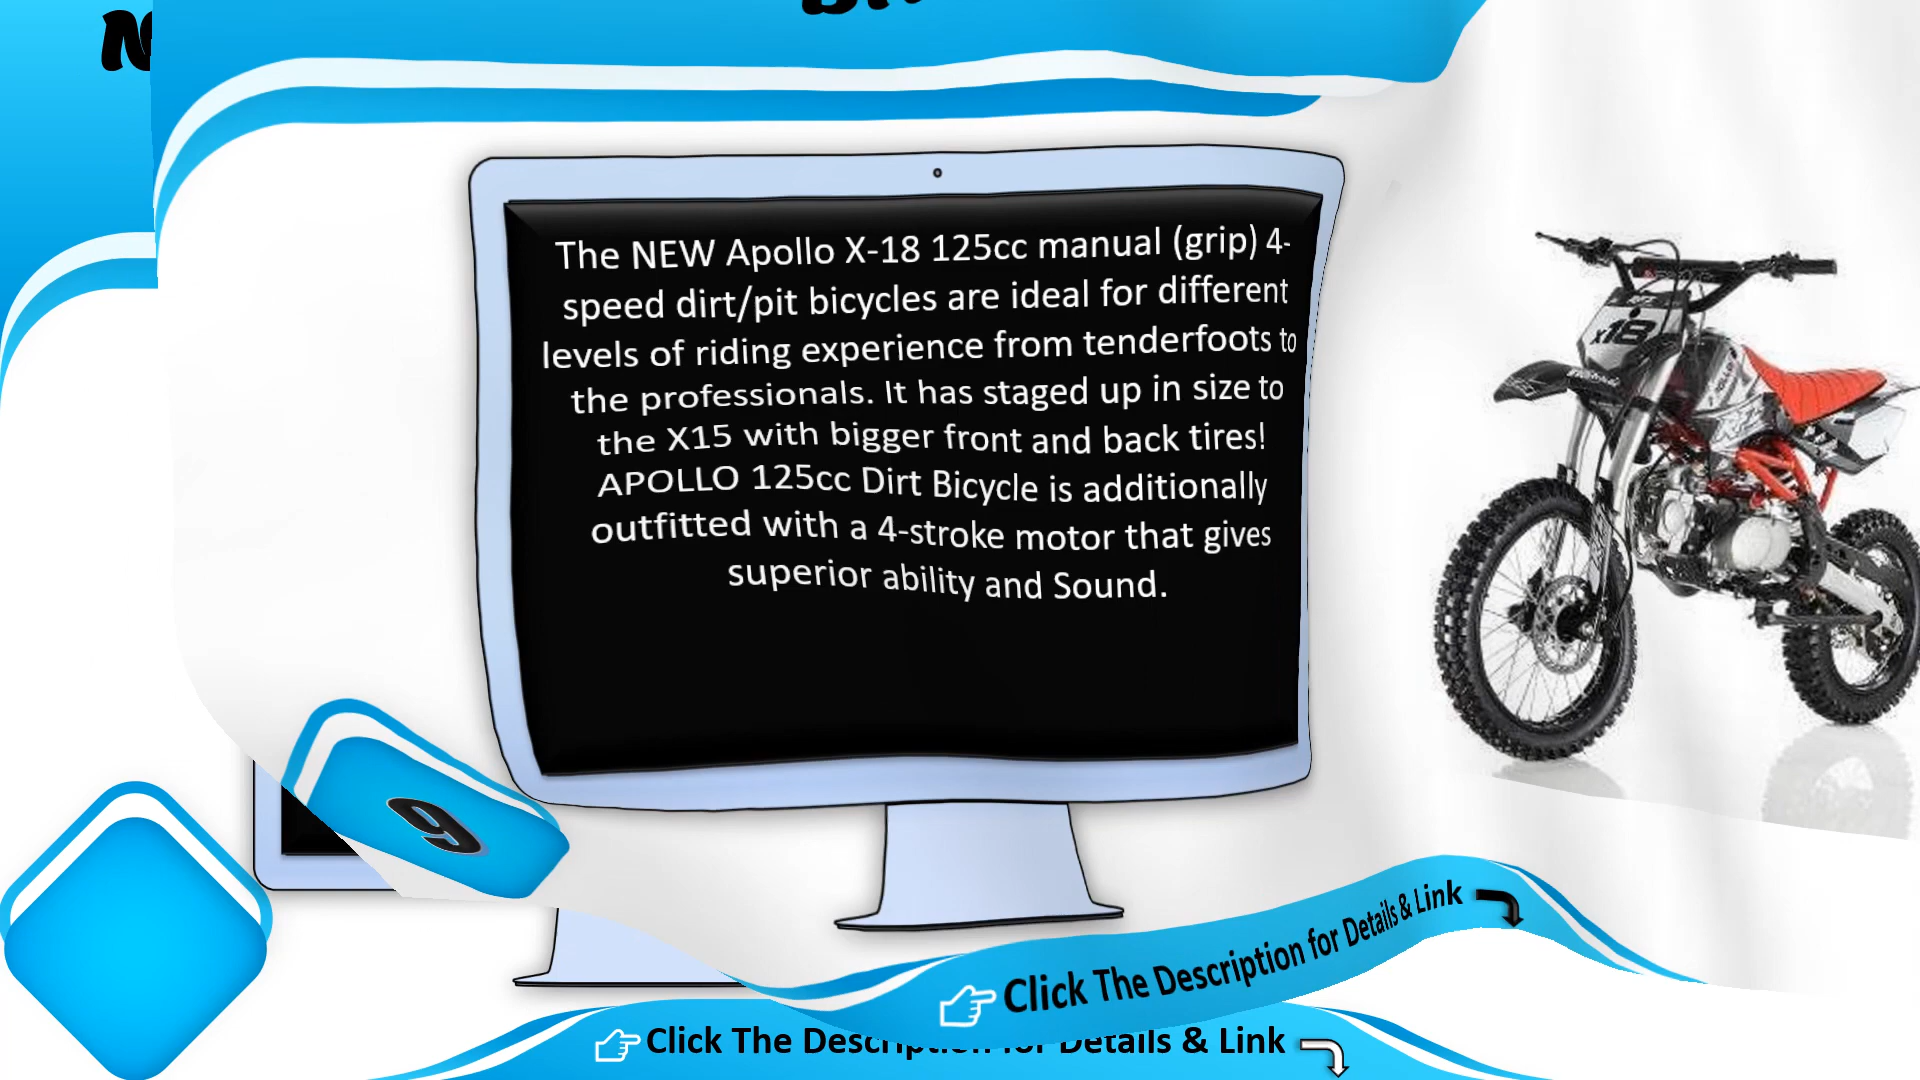 The NEW Apollo X-18 125cc manual (grip) 4-
speed dirt/pit bicycles are ideal for different
levels of riding experience from tenderfoots to
the professionals. It has staged up in size to
the X15 with bigger front and back tires!
APOLLO 125cc Dirt Bicycle is additionally
outfitted with a 4-stroke motor that gives
superior ability and Sound.
x18
9
Click The Description for Details & Link
Click The Description for Details & Link